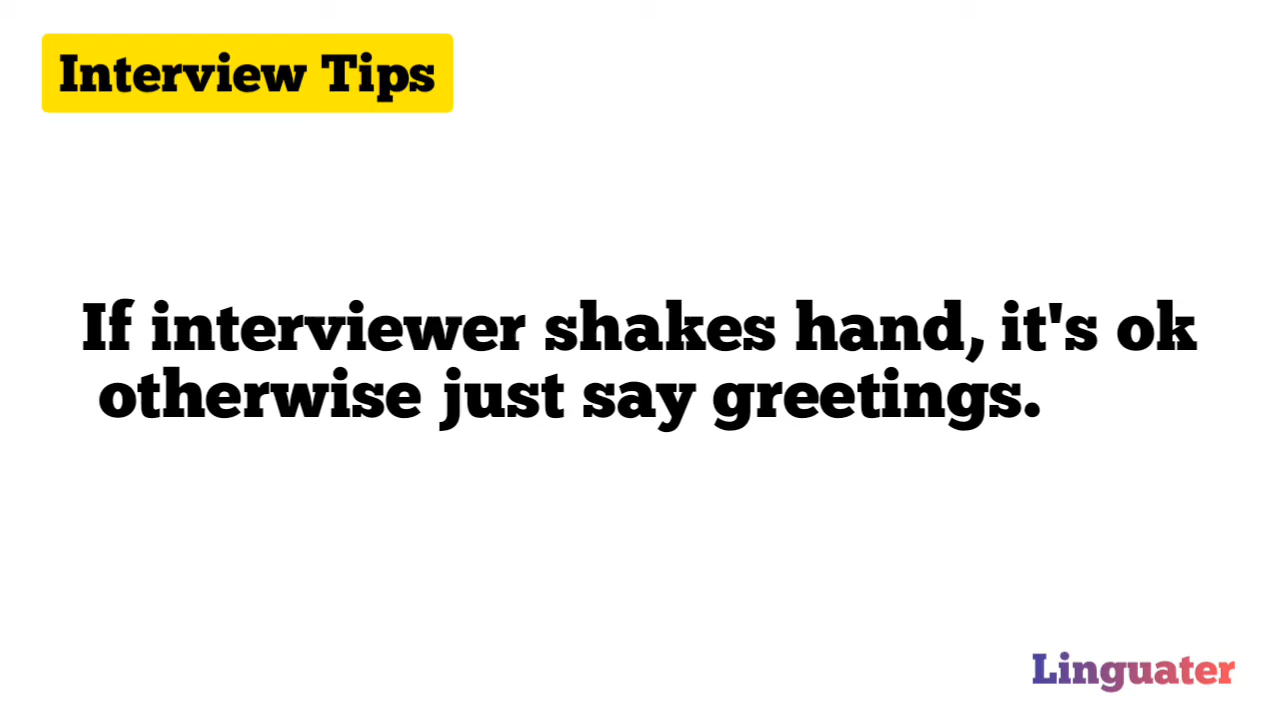 Interview Tips
If interviewer shakes hand, it's ok
otherwise just say greetings.
Linguater